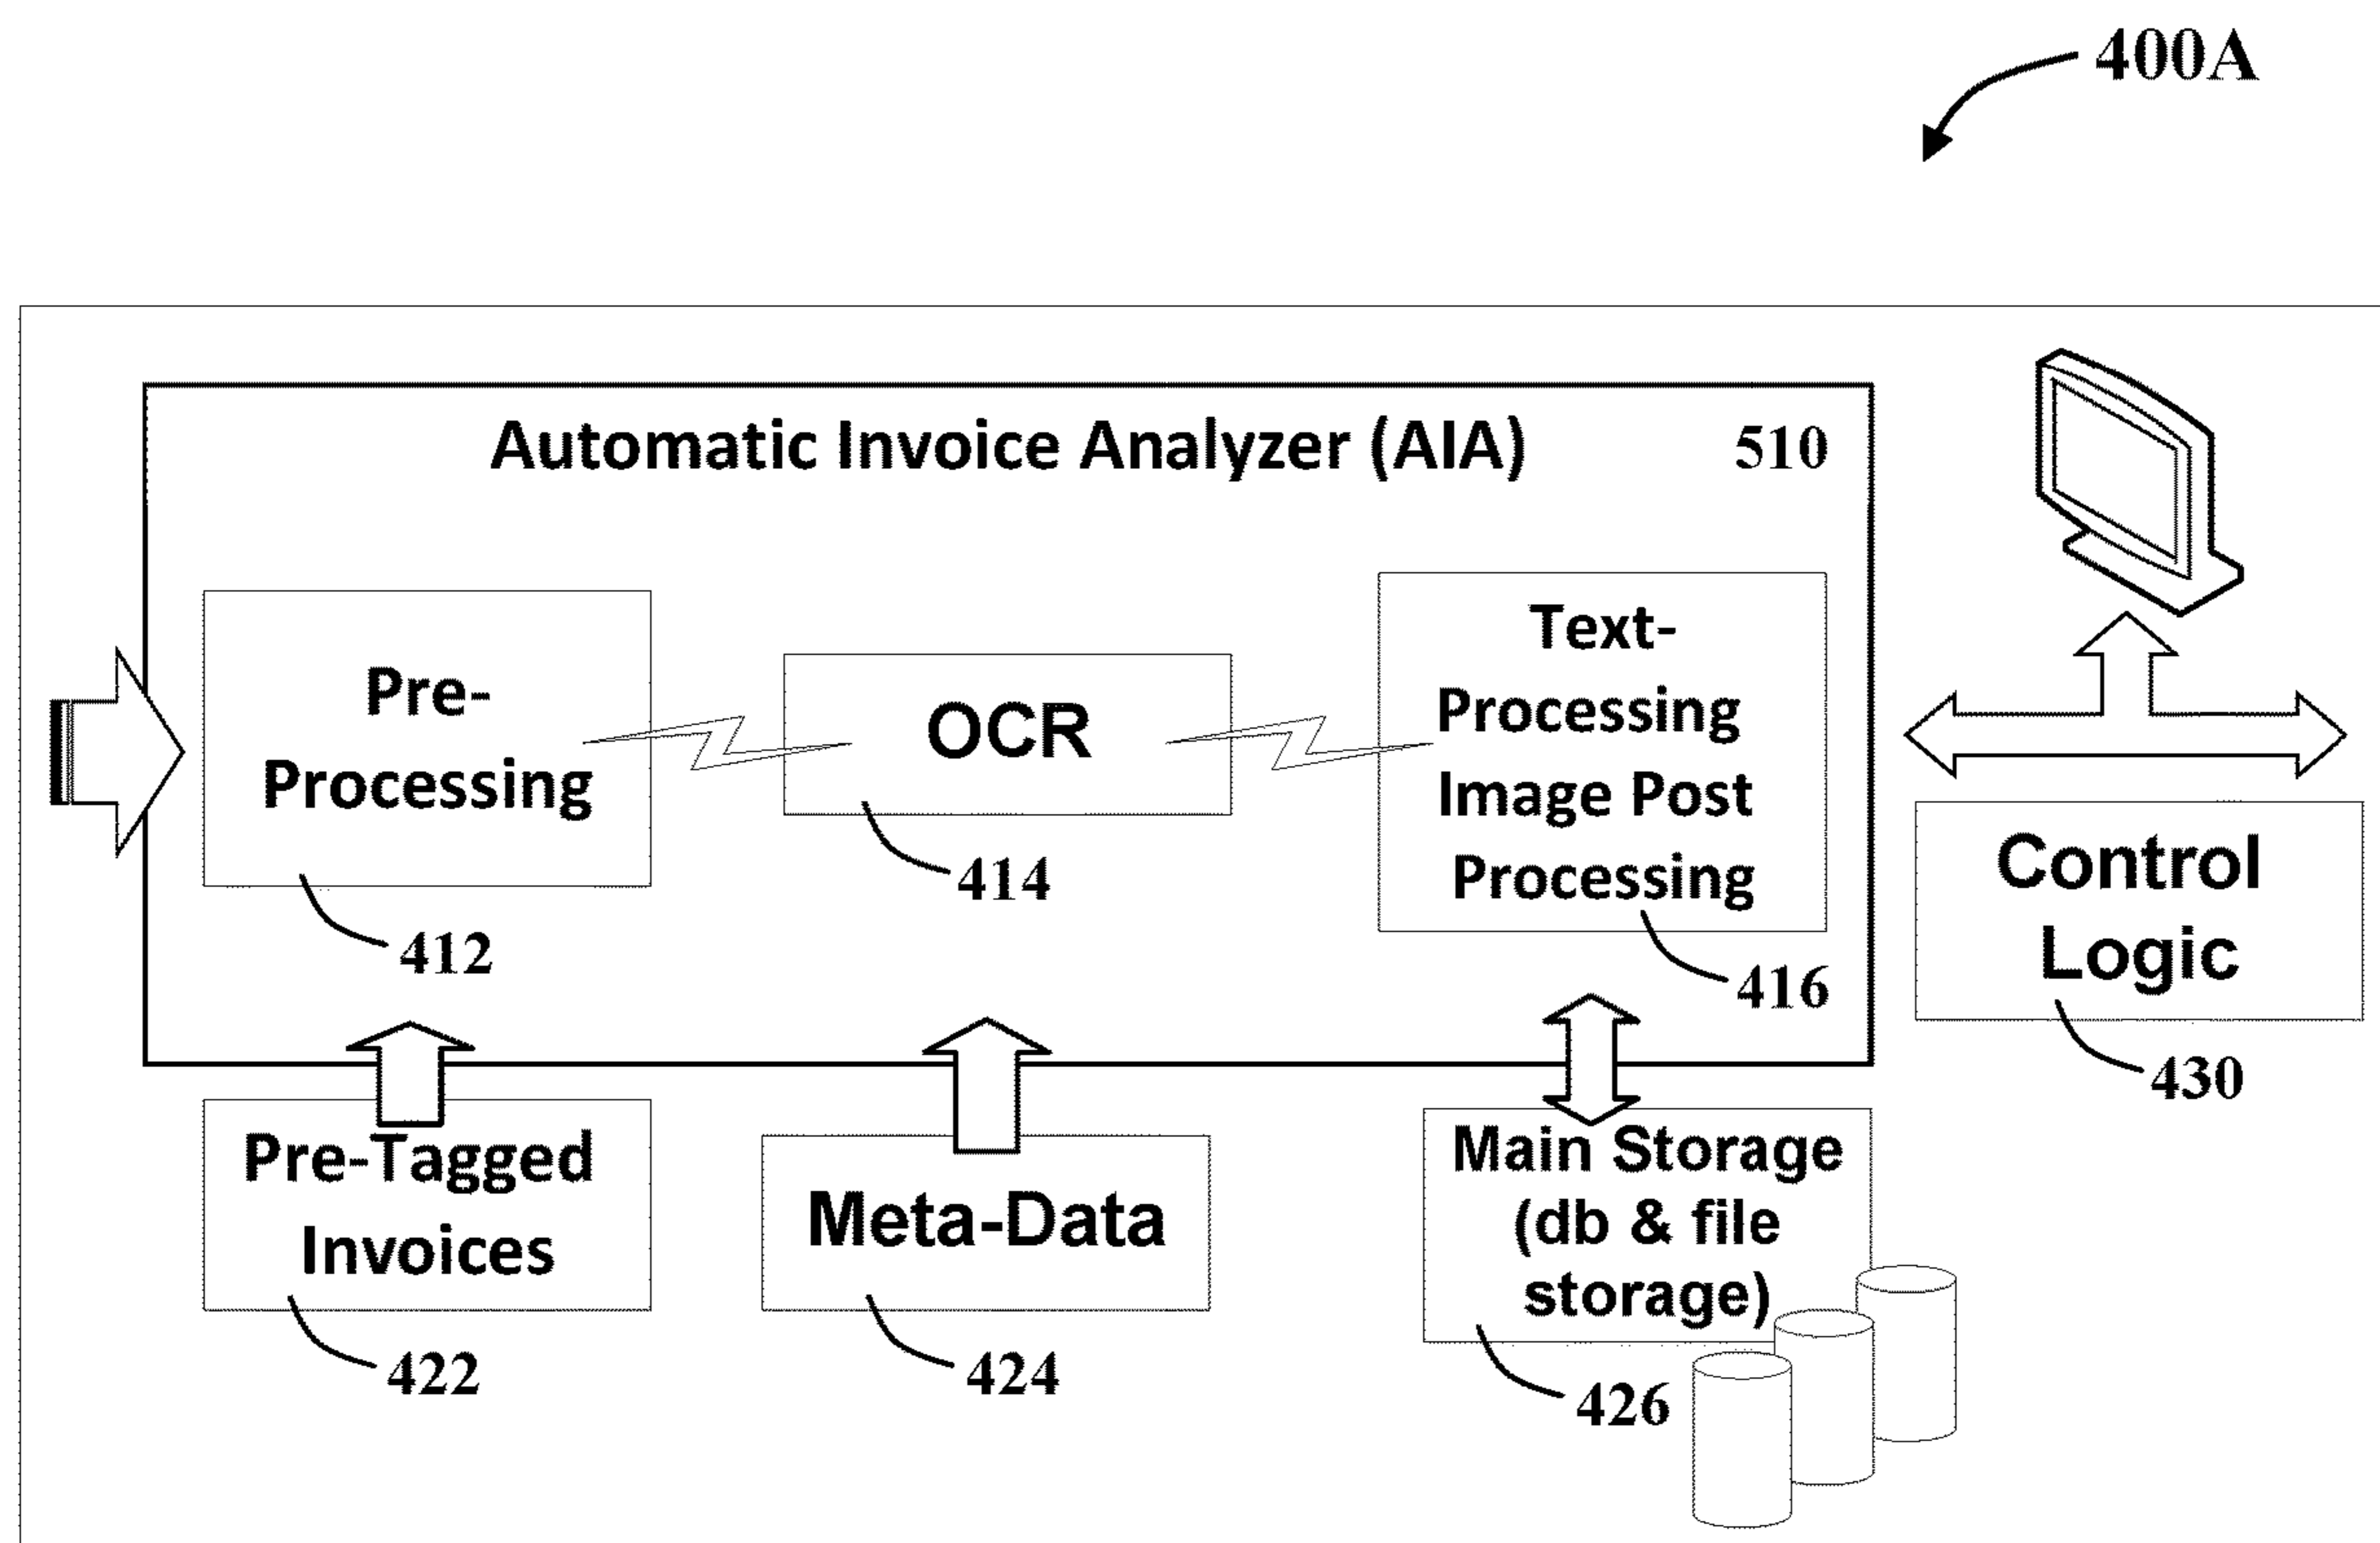 400A
Automatic Invoice Analyzer (AIA) 510
Pre-
Processing
412
OCR
414
Text-
Processing
Image Post
Processing
416
Control
Logic
430
Pre-Tagged
Invoices
422
Meta-Data
424
Main Storage
(db & file
storage)
426